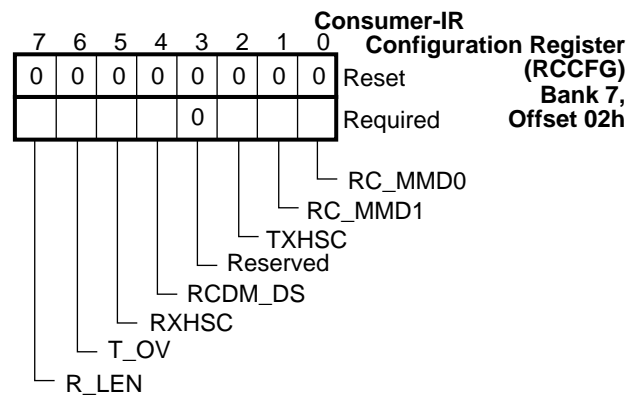 Consumer-IR
7 6 5 4 3 2 1 0 Configuration Register
0 0 0 0 0 0 0 0 Reset (RCCFG)
Bank 7,
0 Required Offset 02h
RC_MMD0
RC_MMD1
TXHSC
Reserved
RCDM_DS
RXHSC
T_OV
R_LEN